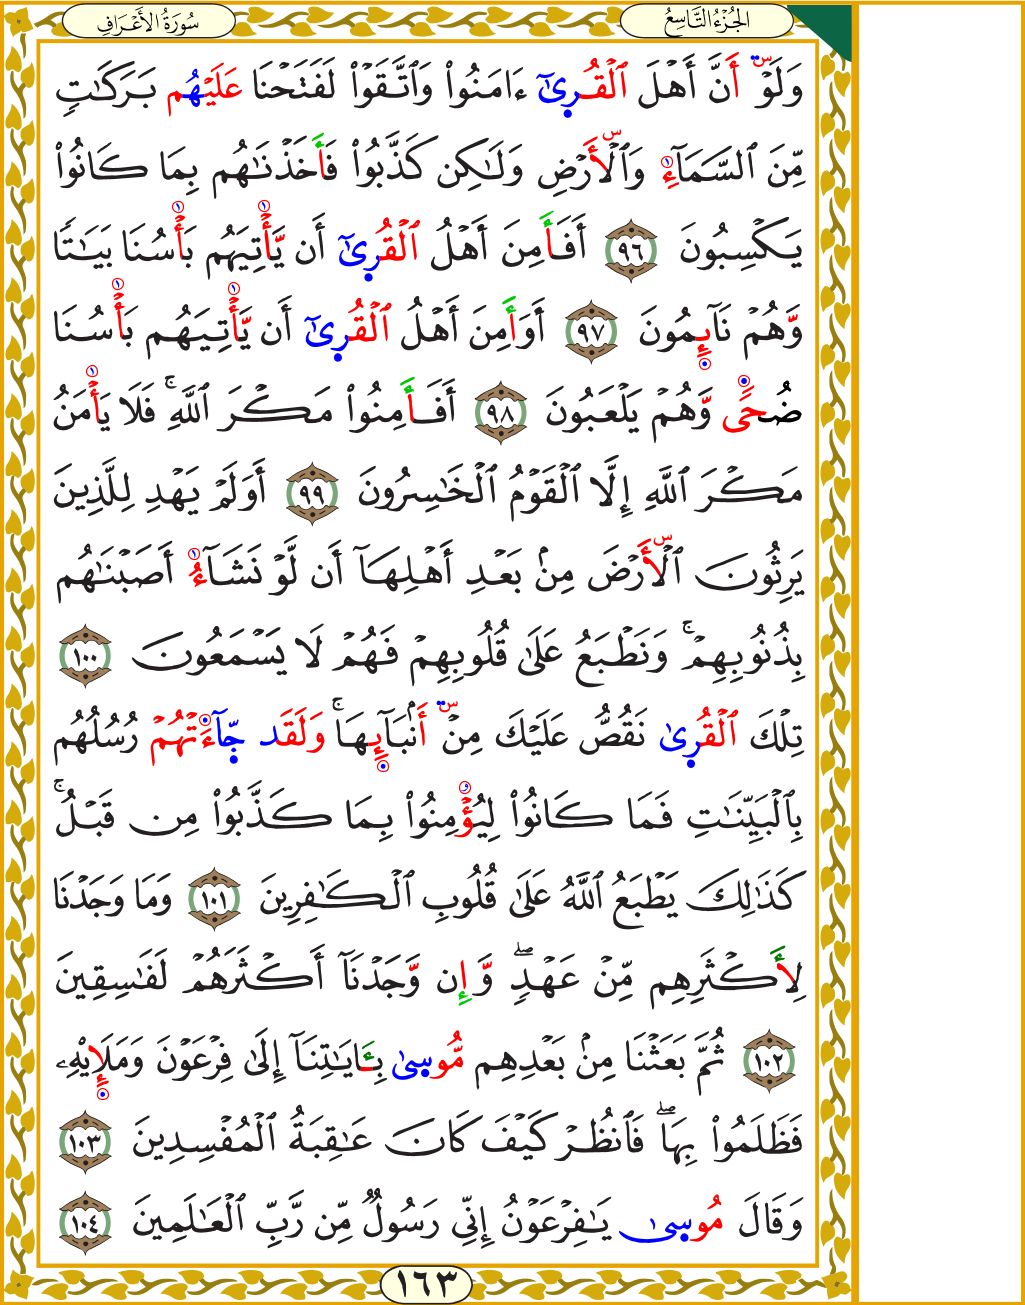 الجُزْءُ التَّاسِعُ
سُورَةُ الأَعْرَافِ
وَلَوۡ أَنَّ أَهۡلَ ٱلۡقُرِىٰٓ ءَامَنُواْ وَٱتَّقَوۡاْ لَفَتَحۡنَا عَلَيۡهُم بَرَكَٰتٖ
مِّنَ ٱلسَّمَآءِ وَٱلۡأَرۡضِ وَلَٰكِن كَذَّبُواْ فَأَخَذۡنَٰهُم بِمَا كَانُواْ
يَكۡسِبُونَ ٩٦ أَفَأَمِنَ أَهۡلُ ٱلۡقُرِىٰٓ أَن يَّأۡتِيَهُم بَأۡسُنَا بَيَٰتٗا
وَّهُمۡ نَآئِمُونَ ٩٧ أَوَأَمِنَ أَهۡلُ ٱلۡقُرِىٰٓ أَن يَّأۡتِيَهُم بَأۡسُنَا
ضُحٗى وَّهُمۡ يَلۡعَبُونَ ٩٨ أَفَأَمِنُواْ مَكۡرَ ٱللَّهِۚ فَلَا يَأۡمَنُ
مَكۡرَ ٱللَّهِ إِلَّا ٱلۡقَوۡمُ ٱلۡخَٰسِرُونَ ٩٩ أَوَلَمۡ يَهۡدِ لِلَّذِينَ
يَرِثُونَ ٱلۡأَرۡضَ مِنۢ بَعۡدِ أَهۡلِهَآ أَن لَّوۡ نَشَآءُ أَصَبۡنَٰهُم
بِذُنُوبِهِمۡۚ وَنَطۡبَعُ عَلَىٰ قُلُوبِهِمۡ فَهُمۡ لَا يَسۡمَعُونَ ١٠٠
تِلۡكَ ٱلۡقُرِىٰ نَقُصُّ عَلَيۡكَ مِنۡ أَنۢبَآئِهَاۚ وَلَقَد جَّآءَتۡهُمۡ رُسُلُهُم
بِٱلۡبَيِّنَٰتِ فَمَا كَانُواْ لِيُؤۡمِنُواْ بِمَا كَذَّبُواْ مِن قَبۡلُۚ
كَذَٰلِكَ يَطۡبَعُ ٱللَّهُ عَلَىٰ قُلُوبِ ٱلۡكَٰفِرِينَ ١٠١ وَمَا وَجَدۡنَا
لِأَكۡثَرِهِم مِّنۡ عَهۡدٖۖ وَّإِن وَّجَدۡنَآ أَكۡثَرَهُمۡ لَفَٰسِقِينَ
١٠٢ ثُمَّ بَعَثۡنَا مِنۢ بَعۡدِهِم مُّوسِىٰ بِـَٔايَٰتِنَآ إِلَىٰ فِرۡعَوۡنَ وَمَلَإِيْهِۦ
فَظَلَمُواْ بِهَاۖ فَٱنظُرۡ كَيۡفَ كَانَ عَٰقِبَةُ ٱلۡمُفۡسِدِينَ ١٠٣
وَقَالَ مُوسِىٰ يَٰفِرۡعَوۡنُ إِنِّي رَسُولٞ مِّن رَّبِّ ٱلۡعَٰلَمِينَ ١٠٤
١٦٣